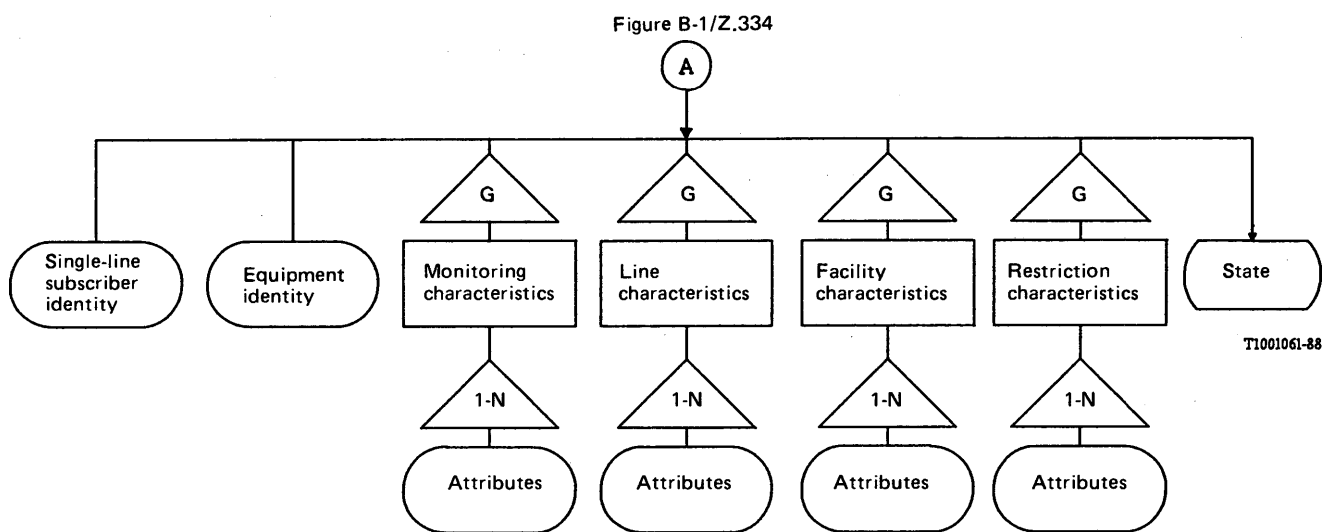 Figure B-1/Z.334
A
G
G
G
G
Single-line
subscriber
identity
Equipment
identity
Monitoring
characteristics
Line
characteristics
Facility
characteristics
Restriction
characteristics
State
T1001061-88
1-N
1-N
1-N
1-N
Attributes
Attributes
Attributes
Attributes